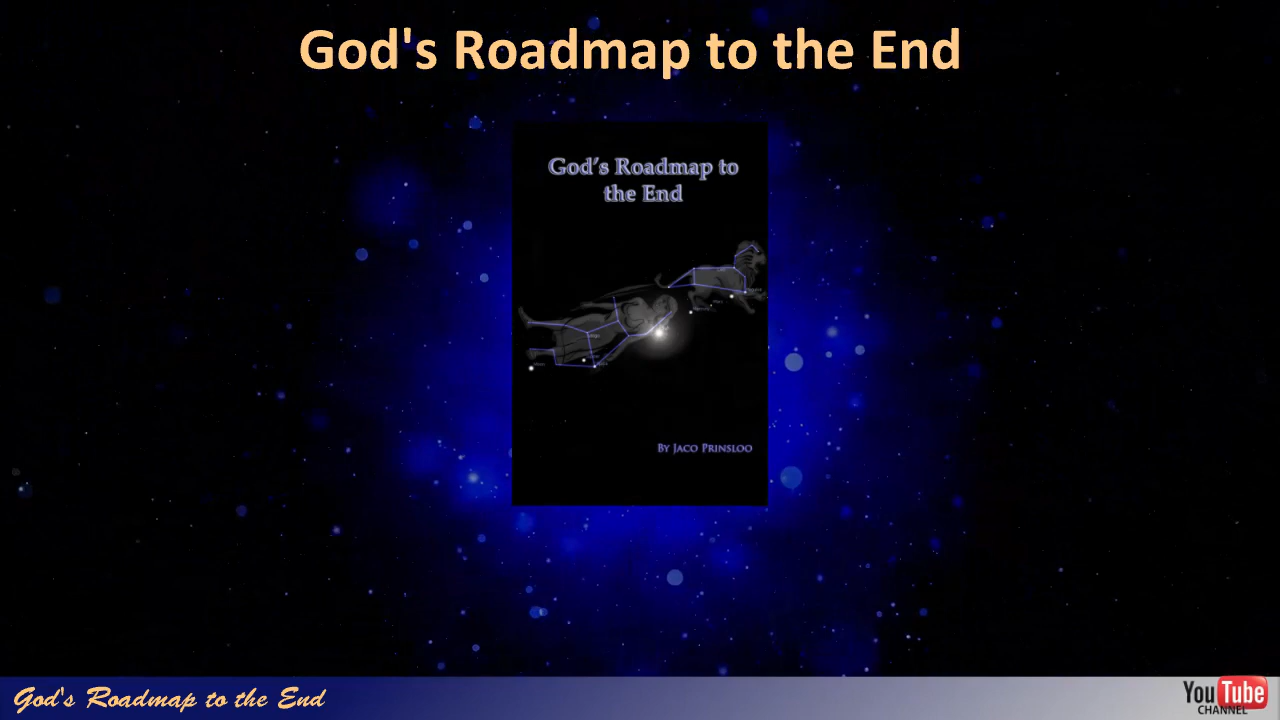 God's Roadmap to the End
God's Roadmap to
the End
By Jaco Prinsloo
God's Roadmap to the End
YouTube
CHANNEL